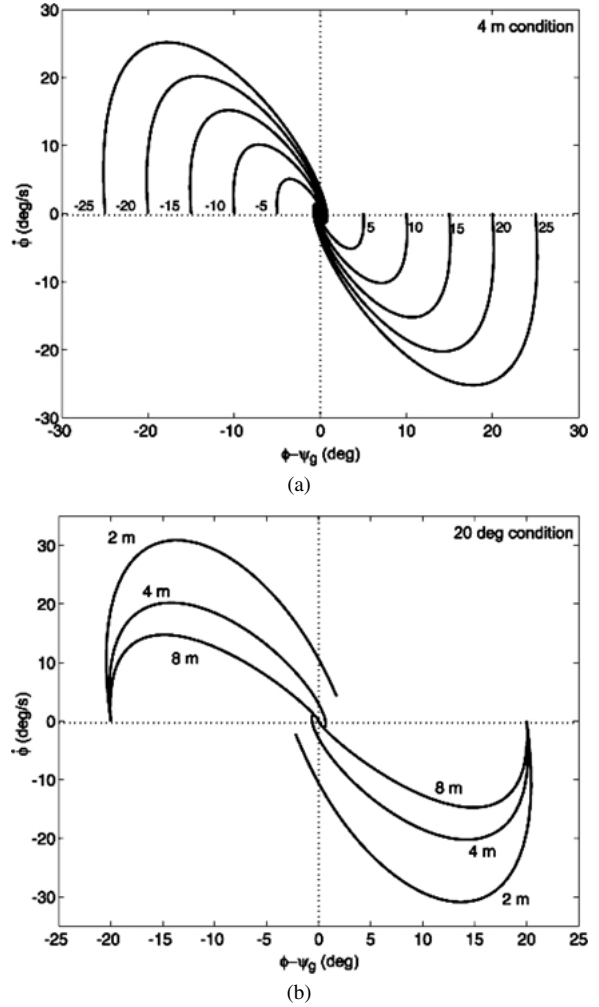 4 m condition
30
20
10
0
-10
-20
-30
-25 -20 -15 -10 -5
5 10 15 20 25
-30 -20 -10 0 10 20 30
φ̇ (deg/s)
φ–ψg (deg)
(a)
20 deg condition
30
20
10
0
-10
-20
-30
2 m
4 m
8 m
8 m
4 m
2 m
-25 -20 -15 -10 -5 0 5 10 15 20 25
φ̇ (deg/s)
φ–ψg (deg)
(b)